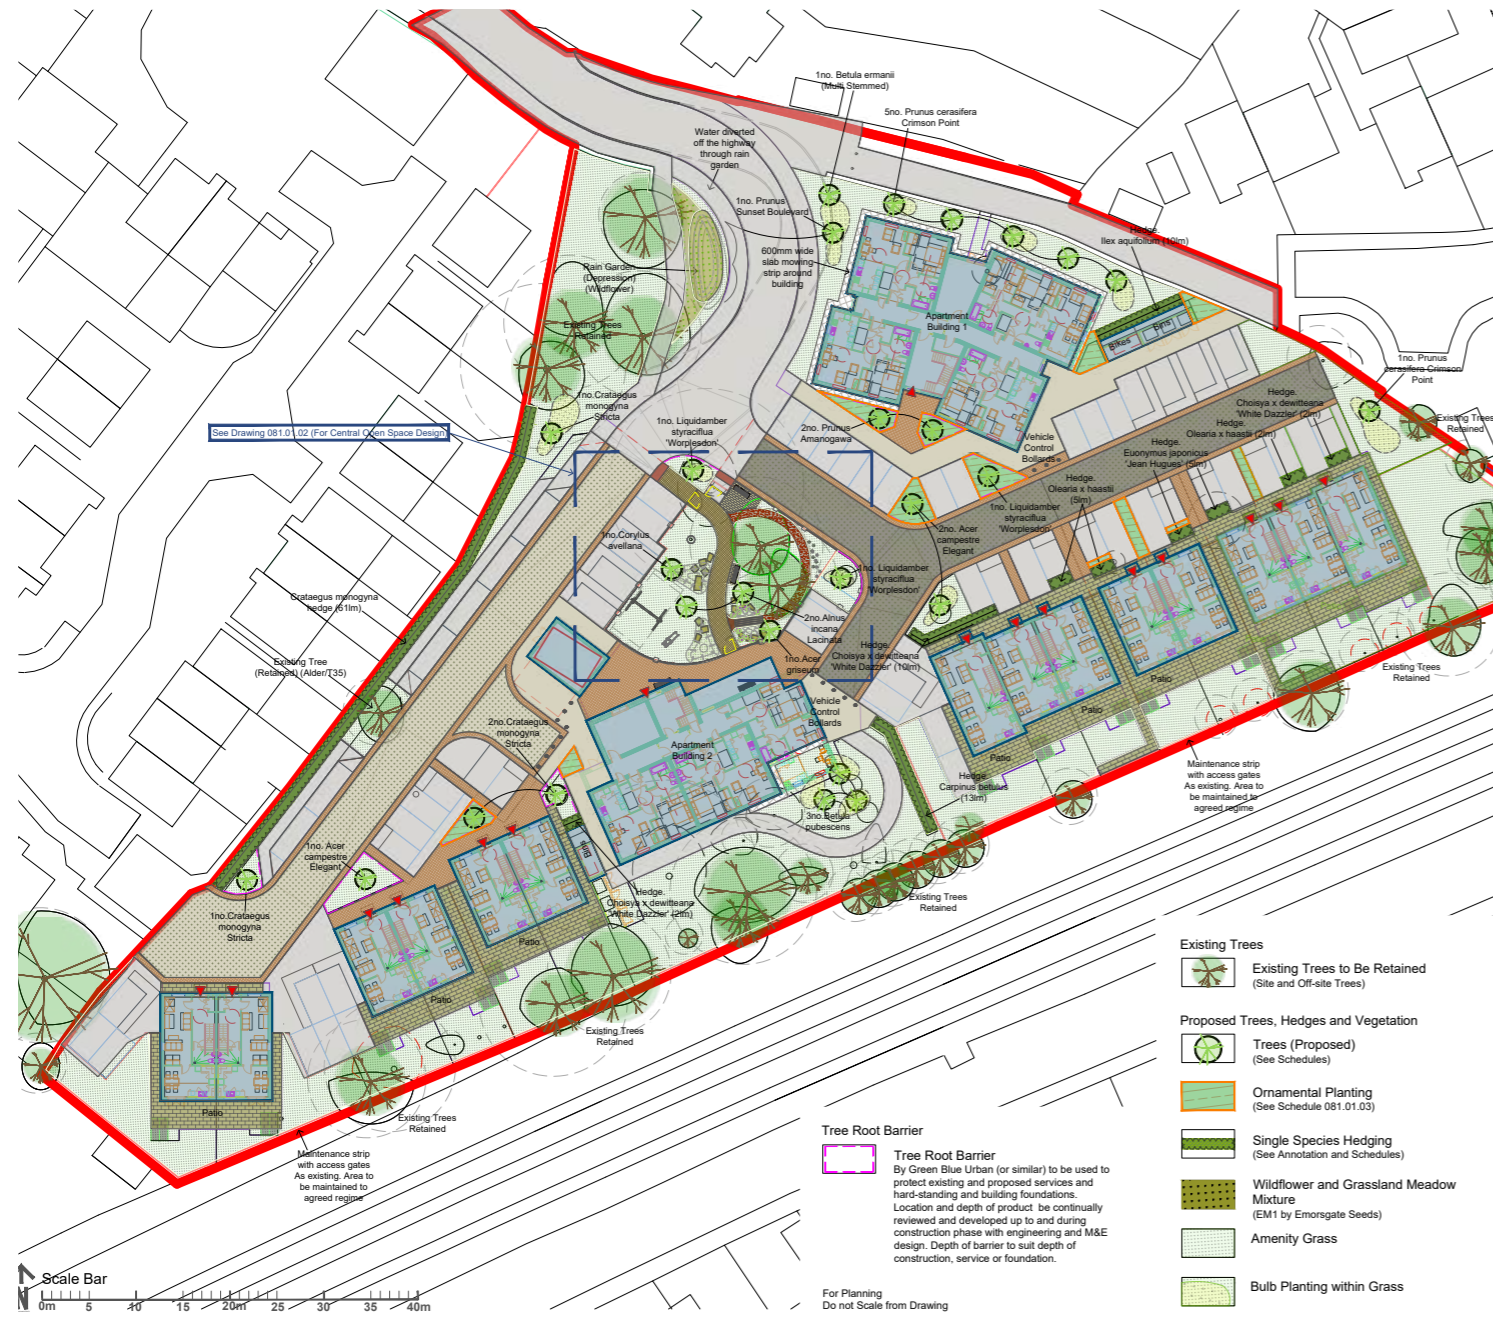 1no. Betula ermanii
(Multi Stemmed)
5no. Prunus cerasifera
Crimson Point
Water diverted
off the highway
through rain
garden
1no. Prunus
Sunset Boulevard
600mm wide
slab mowing
strip around
building
Hedge.
Ilex aquifolium (10lm)
Rain Garden
(Depression)
(Wildflower)
Existing Trees
Retained
Apartment
Building 1
Bikes
Bins
1no. Prunus
cerasifera Crimson
Point
Existing Trees
Retained
1no.Crataegus
monogyna
Stricta
See Drawing 081.01.02 (For Central Open Space Design)
1no. Liquidamber
styraciflua
'Worplesdon'
2no. Prunus
Amanogawa
Vehicle
Control
Bollards
Hedge.
Choisya x dewitteana
'White Dazzler' (2lm)
Hedge.
Olearia x haastii (2lm)
Hedge.
Euonymus japonicus
'Jean Hugues' (5lm)
Hedge.
Olearia x haastii
(5lm)
1no. Liquidamber
styraciflua
'Worplesdon'
2no. Acer
campestre
Elegant
1no.Corylus
avellana
1no. Liquidamber
styraciflua
'Worplesdon'
2no.Alnus
incana
Lacinata
1no.Acer
griseum
Hedge.
Choisya x dewitteana
'White Dazzler' (10lm)
Crataegus monogyna
hedge (61lm)
Existing Tree
(Retained) (Alder/T35)
2no.Crataegus
monogyna
Stricta
Vehicle
Control
Bollards
Apartment
Building 2
Existing Trees
Retained
Patio
Patio
Patio
Maintenance strip
with access gates
As existing. Area to
be maintained to
agreed regime
Hedge.
Carpinus betulus
(13lm)
3no.Betula
pubescens
Bins
1no. Acer
campestre
Elegant
Hedge.
Choisya x dewitteana
'White Dazzler' (2lm)
Existing Trees
Retained
1no.Crataegus
monogyna
Stricta
Patio
Patio
Existing Trees
Retained
Patio
Existing Trees
Retained
Maintenance strip
with access gates
As existing. Area to
be maintained to
agreed regime
N
Scale Bar
0m 5 10 15 20m 25 30 35 40m
Tree Root Barrier
Tree Root Barrier
By Green Blue Urban (or similar) to be used to
protect existing and proposed services and
hard-standing and building foundations.
Location and depth of product be continually
reviewed and developed up to and during
construction phase with engineering and M&E
design. Depth of barrier to suit depth of
construction, service or foundation.
For Planning
Do not Scale from Drawing
Existing Trees
Existing Trees to Be Retained
(Site and Off-site Trees)
Proposed Trees, Hedges and Vegetation
Trees (Proposed)
(See Schedules)
Ornamental Planting
(See Schedule 081.01.03)
Single Species Hedging
(See Annotation and Schedules)
Wildflower and Grassland Meadow
Mixture
(EM1 by Emorsgate Seeds)
Amenity Grass
Bulb Planting within Grass